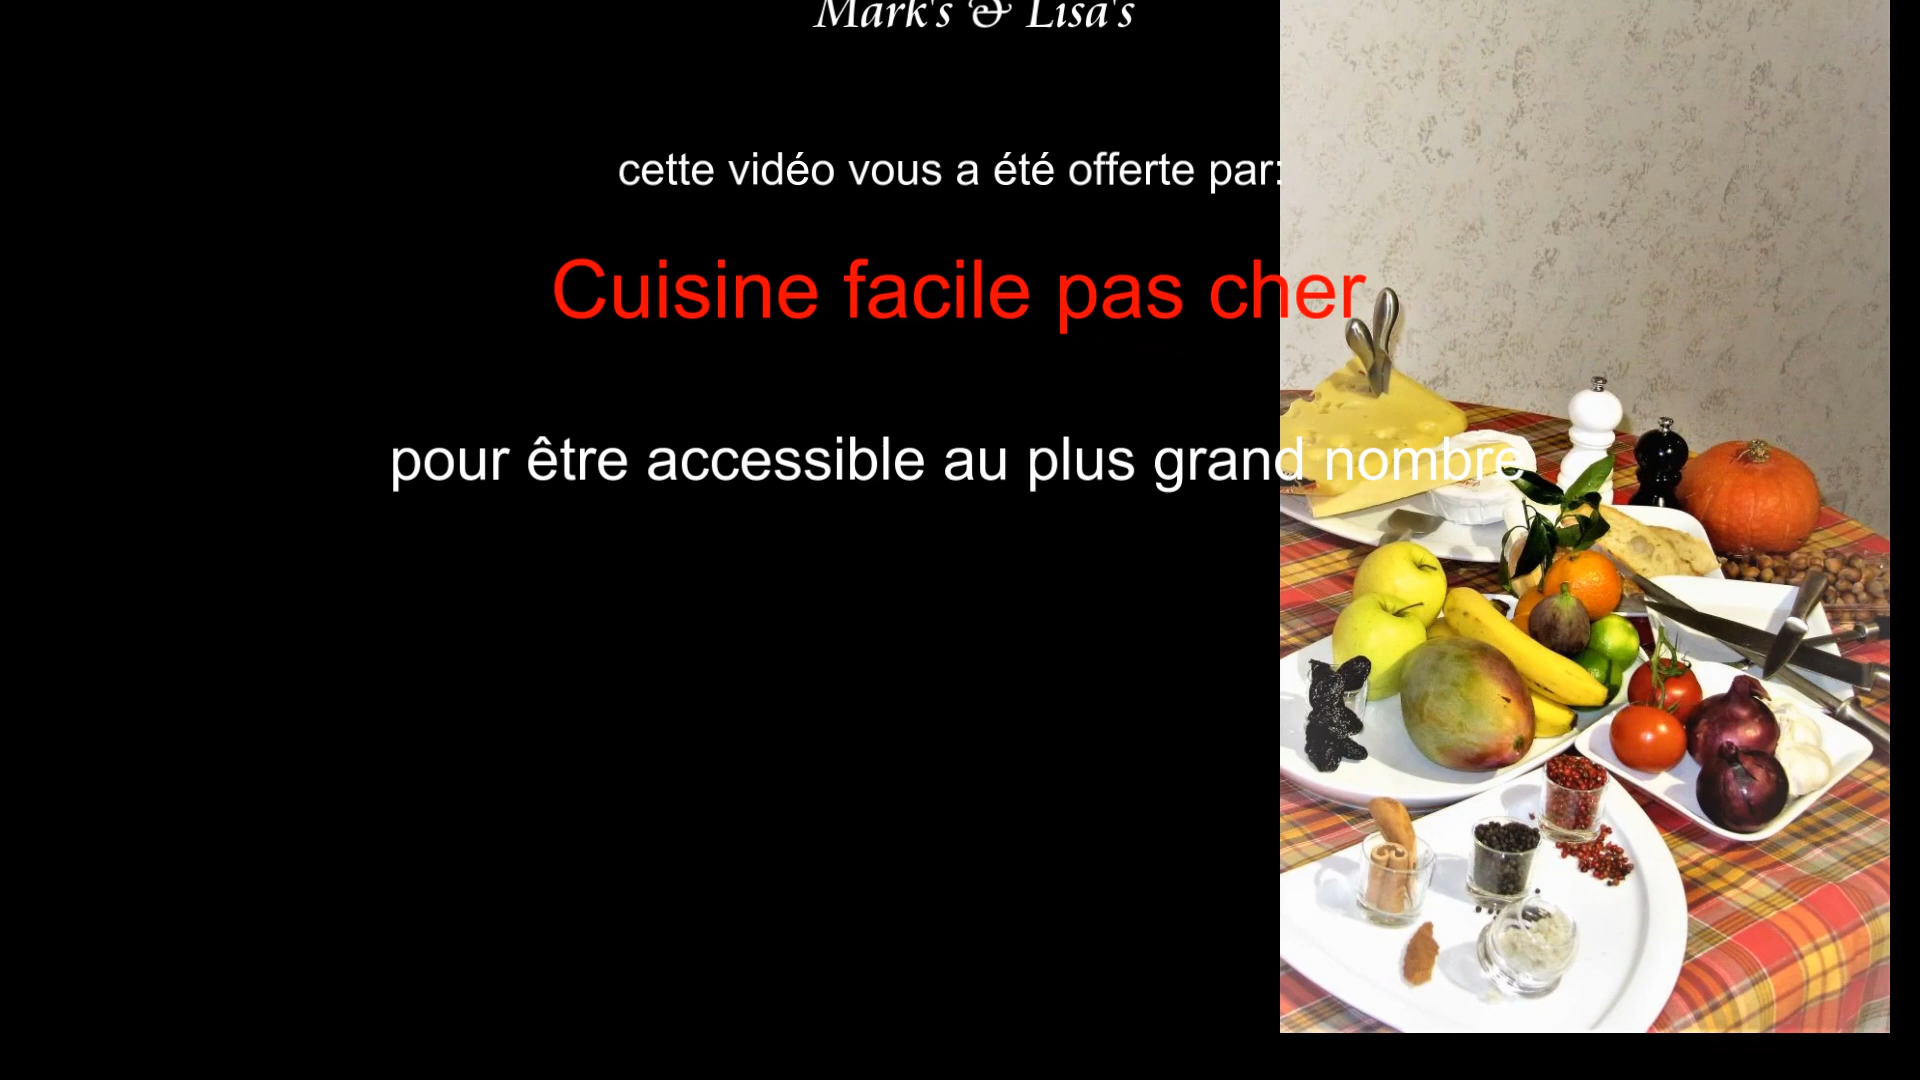 Mark's & Lisa's
cette vidéo vous a été offerte par:
Cuisine facile pas cher
pour être accessible au plus grand nombre